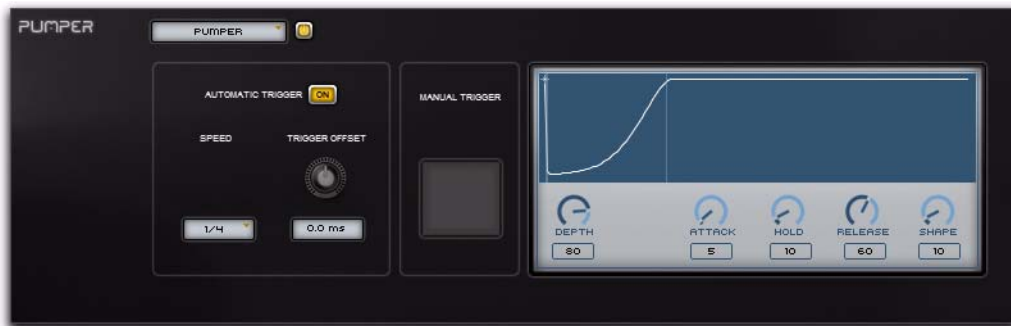 PUMPER
PUMPER
AUTOMATIC TRIGGER ON
SPEED TRIGGER OFFSET
1/4 0.0 ms
MANUAL TRIGGER
DEPTH ATTACK HOLD RELEASE SHAPE
80 5 10 60 10